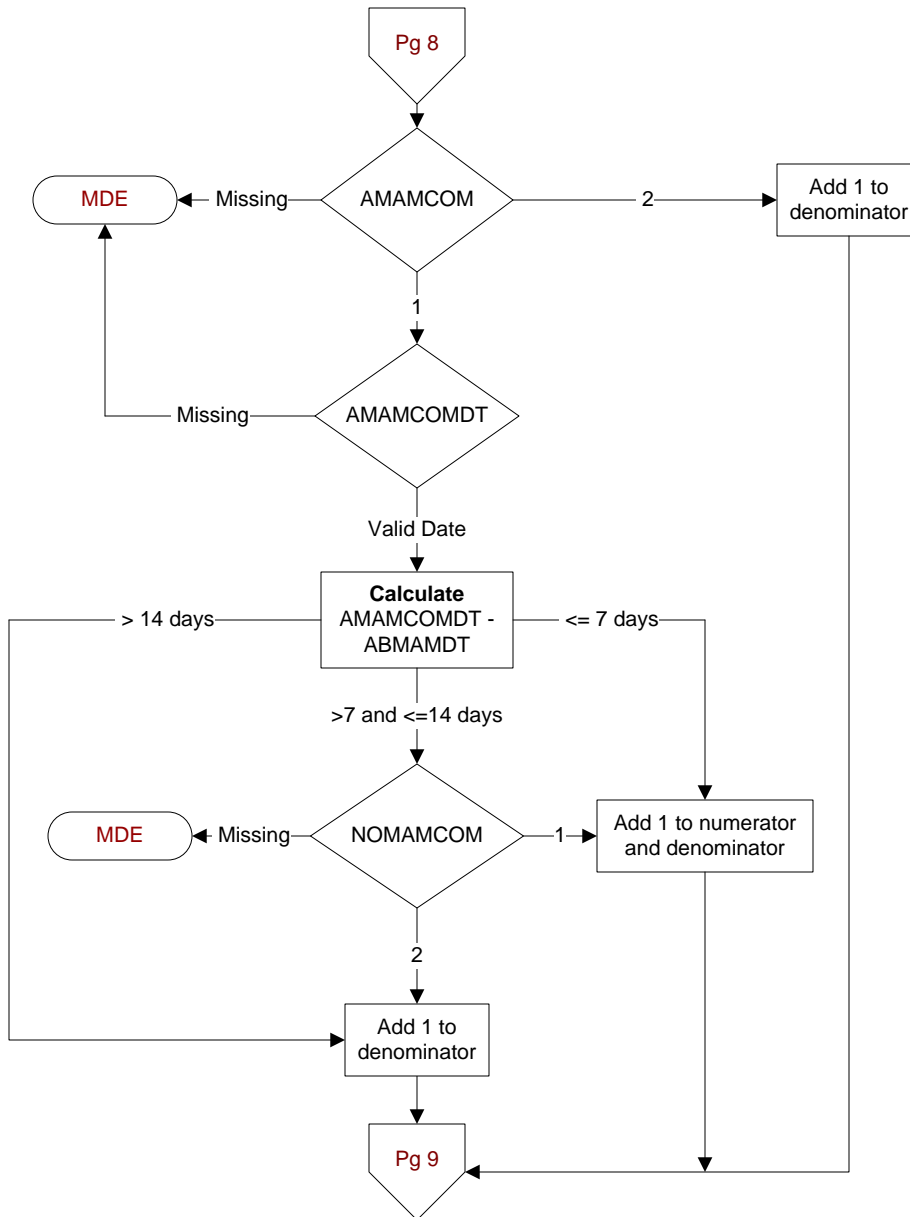 Pg 8
MDE
Missing
AMAMCOM
2
Add 1 to
denominator
1
Missing
AMAMCOMDT
Valid Date
> 14 days
Calculate
AMAMCOMDT -
ABMAMDT
<= 7 days
>7 and <=14 days
MDE
Missing
NOMAMCOM
1
Add 1 to numerator
and denominator
2
Add 1 to
denominator
Pg 9